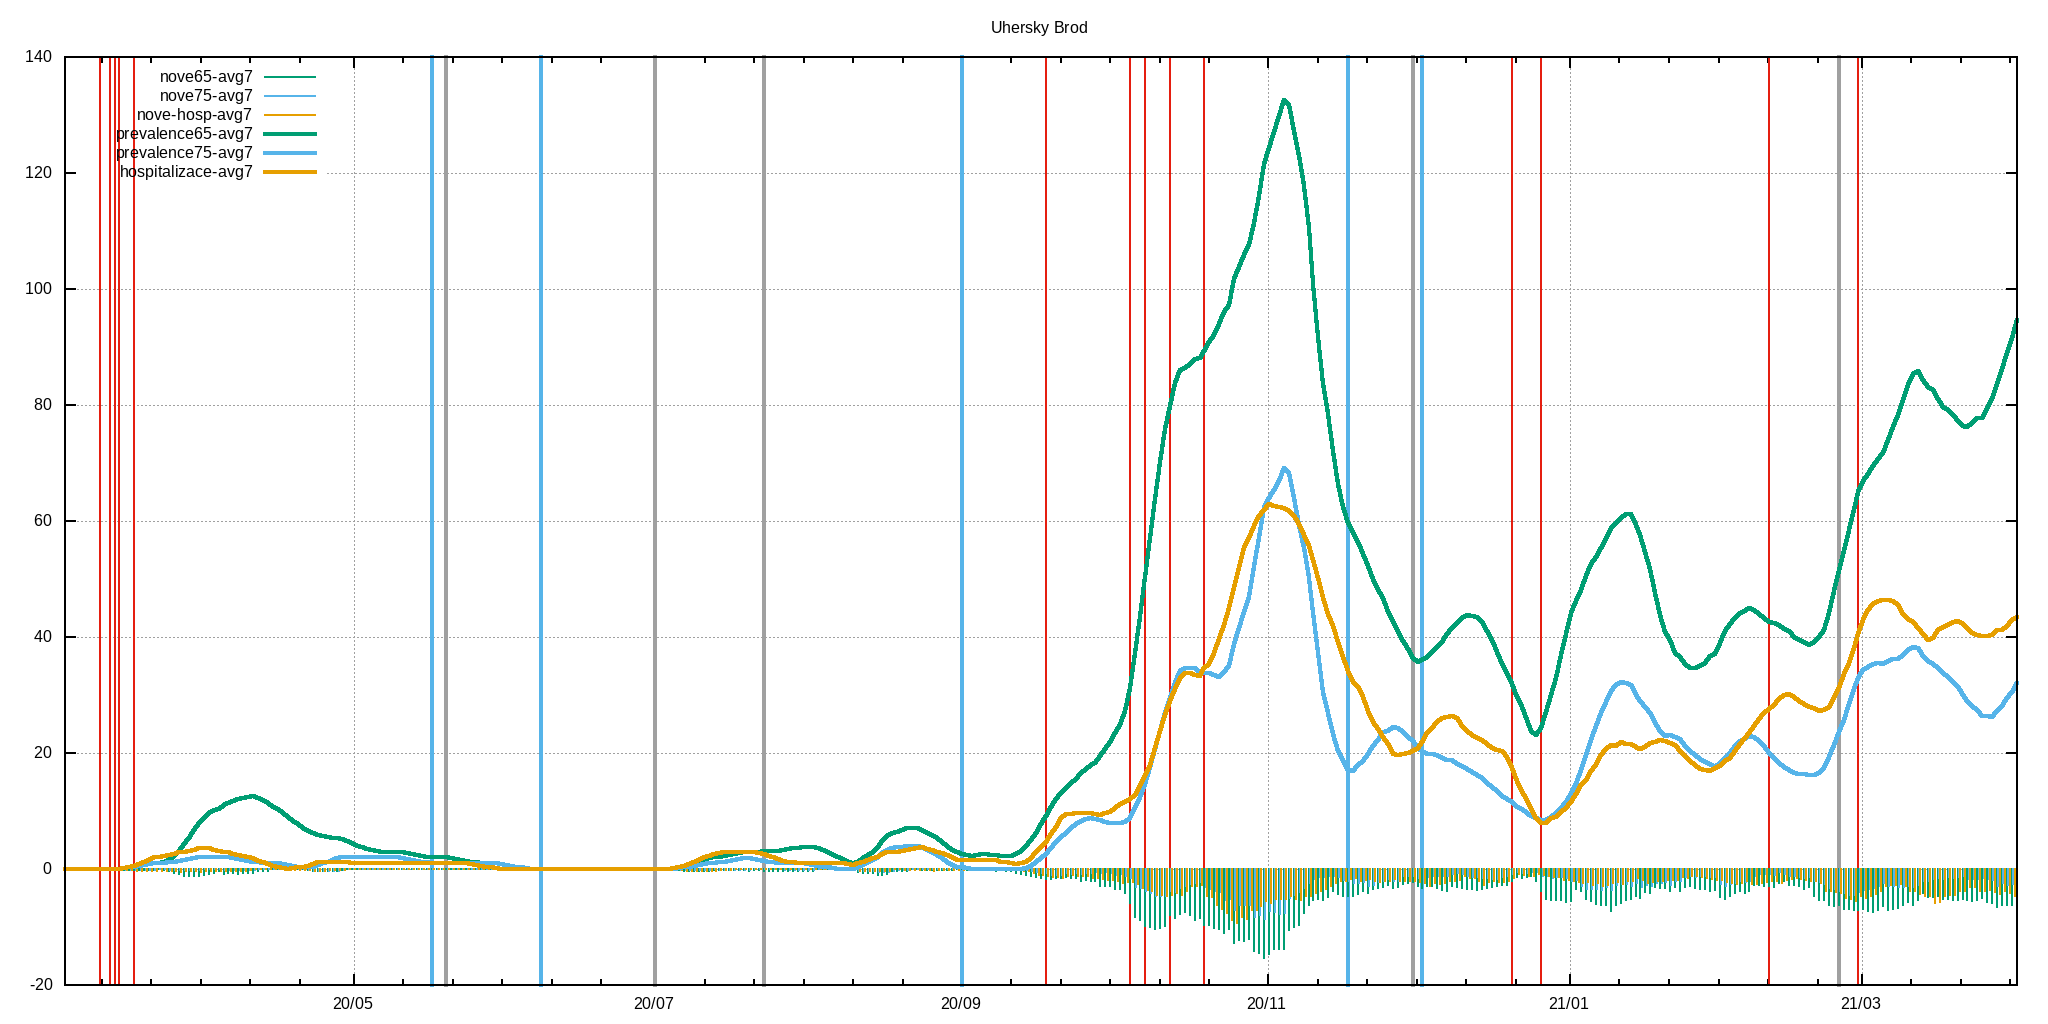 Uhersky Brod
140
120
100
80
60
40
20
0
-20
nove65-avg7
nove75-avg7
nove-hosp-avg7
prevalence65-avg7
prevalence75-avg7
hospitalizace-avg7
20/05
20/07
20/09
20/11
21/01
21/03